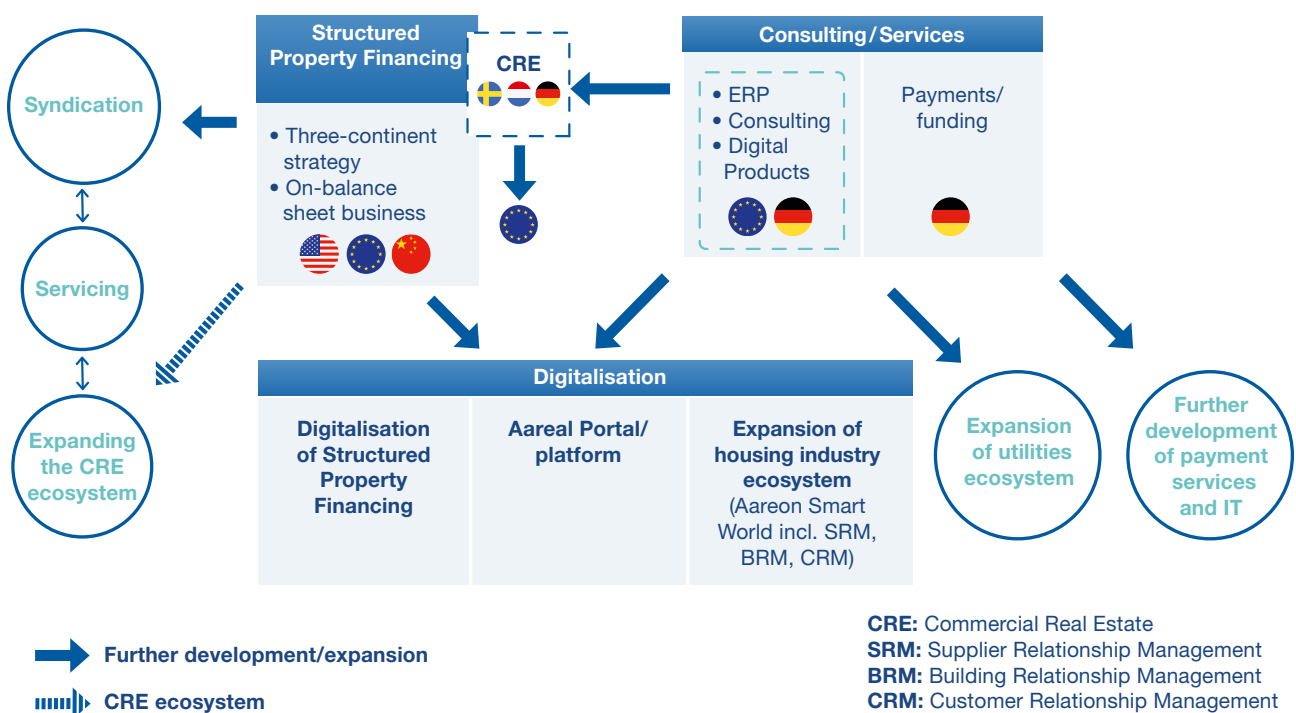 Syndication
Servicing
Expanding
the CRE
ecosystem
Structured
Property Financing
• Three-continent
strategy
• On-balance
sheet business
CRE
Consulting/Services
• ERP
• Consulting
• Digital
Products
Payments/
funding
Digitalisation
Digitalisation
of Structured
Property
Financing
Aareal Portal/
platform
Expansion of
housing industry
ecosystem
(Aareon Smart
World incl. SRM,
BRM, CRM)
Expansion
of utilities
ecosystem
Further
development
of payment
services
and IT
Further development/expansion
CRE ecosystem
CRE: Commercial Real Estate
SRM: Supplier Relationship Management
BRM: Building Relationship Management
CRM: Customer Relationship Management